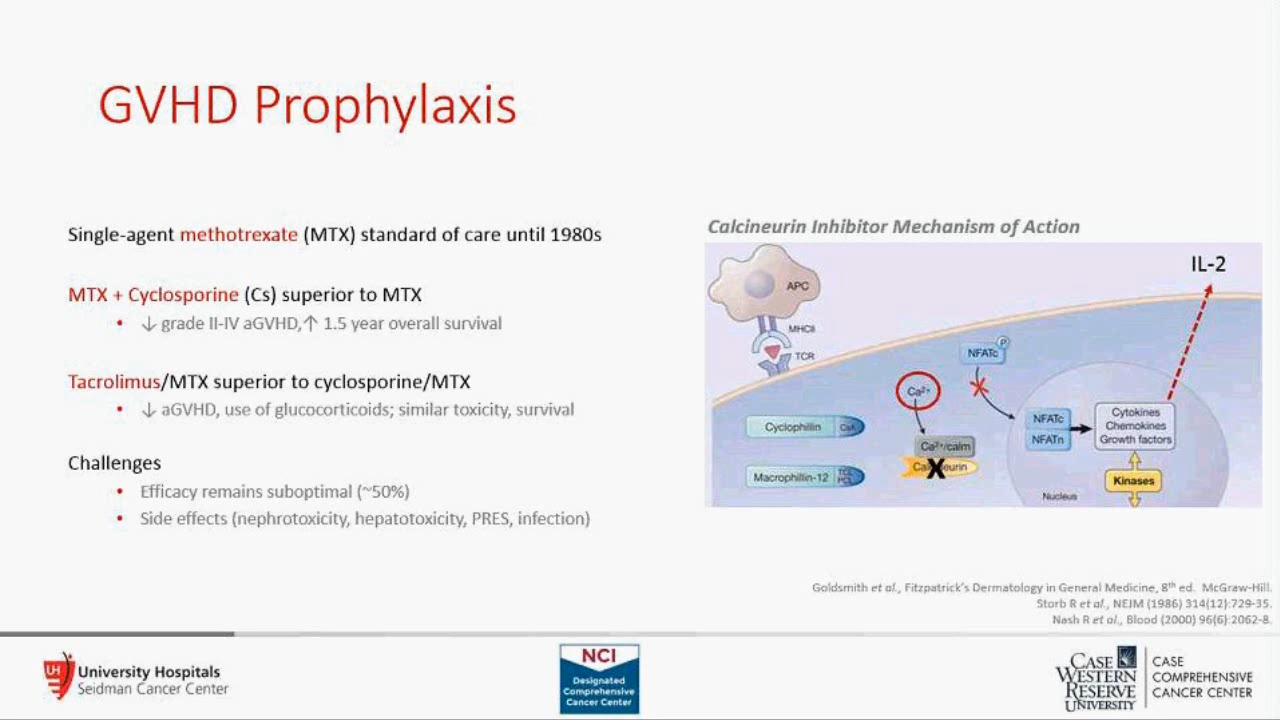 GVHD Prophylaxis
Single-agent methotrexate (MTX) standard of care until 1980s
MTX + Cyclosporine (Cs) superior to MTX
• ↓ grade II-IV aGVHD,↑ 1.5 year overall survival
Tacrolimus/MTX superior to cyclosporine/MTX
• ↓ aGVHD, use of glucocorticoids; similar toxicity, survival
Challenges
• Efficacy remains suboptimal (~50%)
• Side effects (nephrotoxicity, hepatotoxicity, PRES, infection)
Calcineurin Inhibitor Mechanism of Action
IL-2
APC
MHCII
TCR
P
NFATc
Ca²⁺
Cyclophillin
CsA
Ca²⁺/calm
Macrophillin-12
NFATc
NFATn
Cytokines
Chemokines
Growth factors
Kinases
Nucleus
Goldsmith et al., Fitzpatrick's Dermatology in General Medicine, 8th ed. McGraw-Hill.
Storb R et al., NEJM (1986) 314(12):729-35.
Nash R et al., Blood (2000) 96(6):2062-8.
UH University Hospitals
Seidman Cancer Center
NCI
Designated
Comprehensive
Cancer Center
CASE
WESTERN
RESERVE
UNIVERSITY
CASE
COMPREHENSIVE
CANCER CENTER